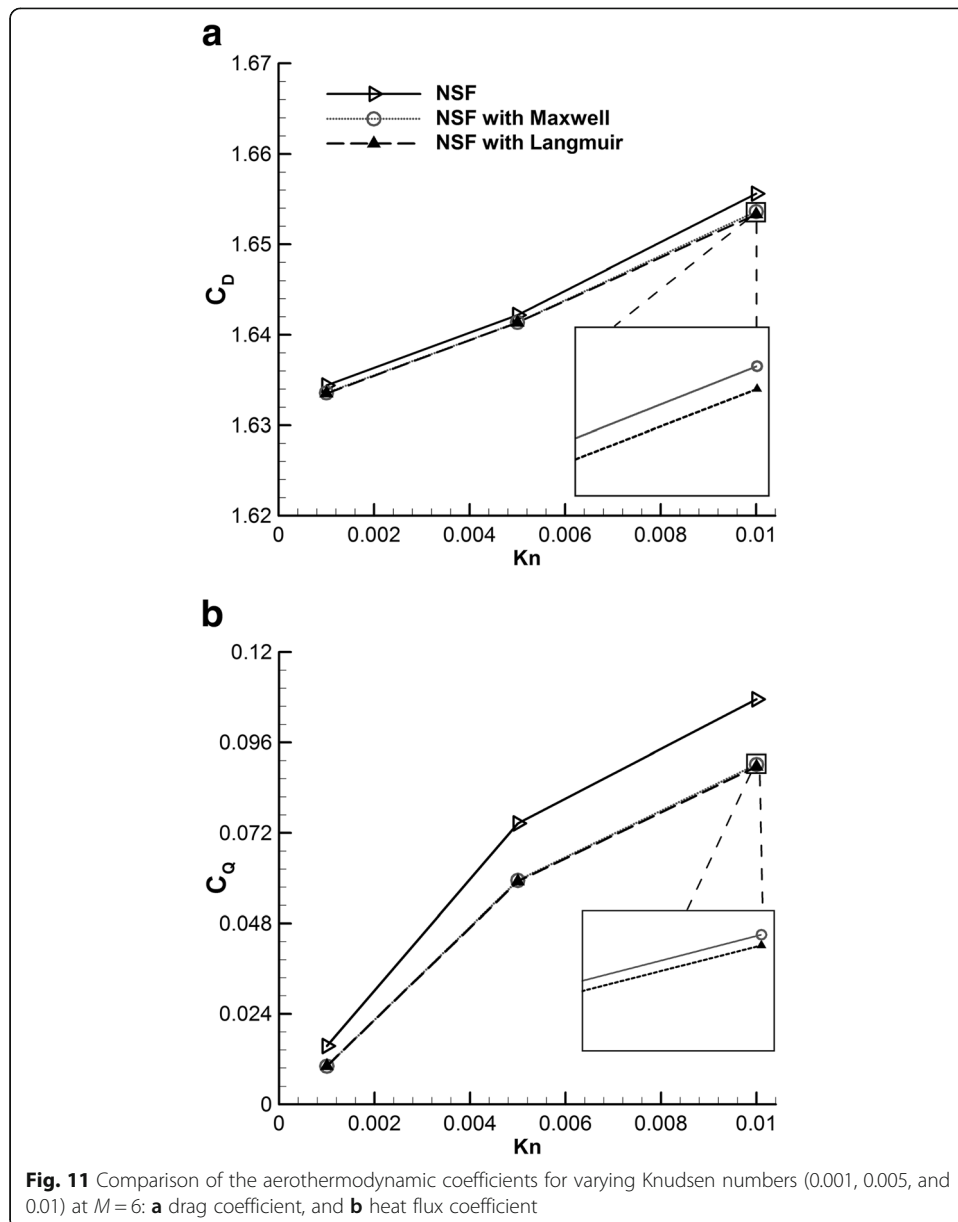 a
1.67
1.66
1.65
1.64
1.63
1.62
C_D
NSF
NSF with Maxwell
NSF with Langmuir
0 0.002 0.004 0.006 0.008 0.01
Kn
b
0.12
0.096
0.072
0.048
0.024
0
C_Q
0 0.002 0.004 0.006 0.008 0.01
Kn
Fig. 11 Comparison of the aerothermodynamic coefficients for varying Knudsen numbers (0.001, 0.005, and
0.01) at M = 6: a drag coefficient, and b heat flux coefficient